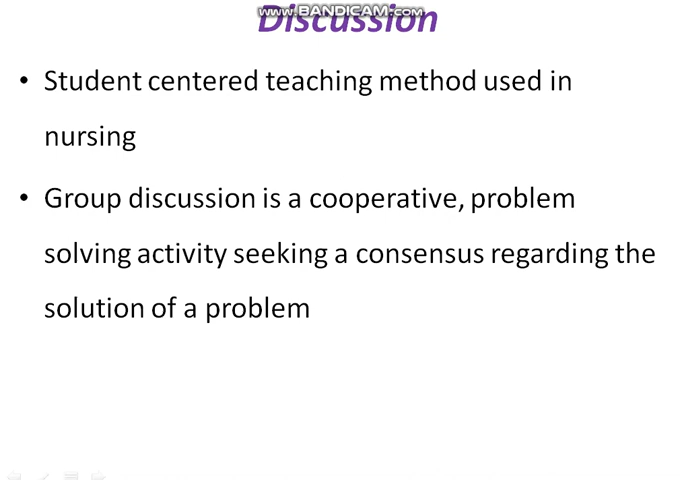 Discussion
www.BANDICAM.com
• Student centered teaching method used in
nursing
• Group discussion is a cooperative, problem
solving activity seeking a consensus regarding the
solution of a problem